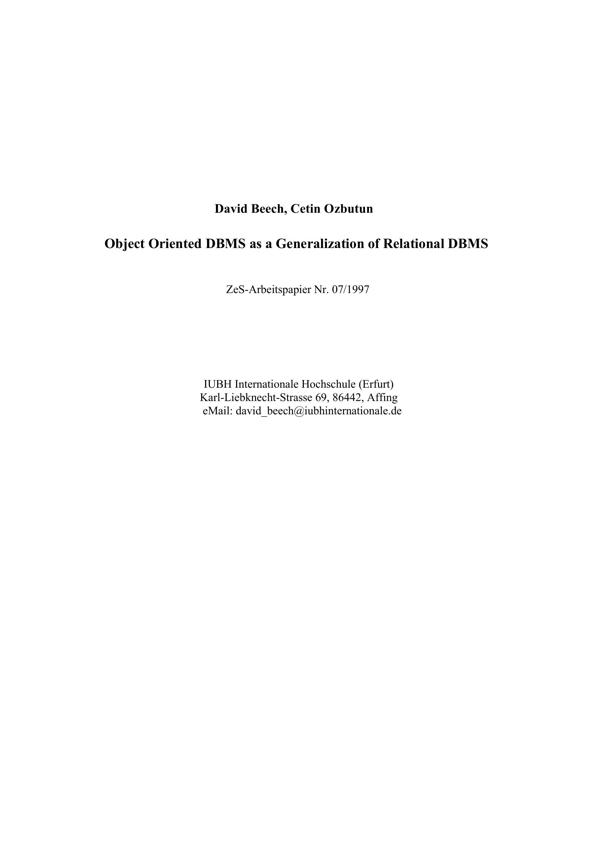 David Beech, Cetin Ozbutun
Object Oriented DBMS as a Generalization of Relational DBMS
ZeS-Arbeitspapier Nr. 07/1997
IUBH Internationale Hochschule (Erfurt)
Karl-Liebknecht-Strasse 69, 86442, Affing
eMail: david_beech@iubhinternationale.de